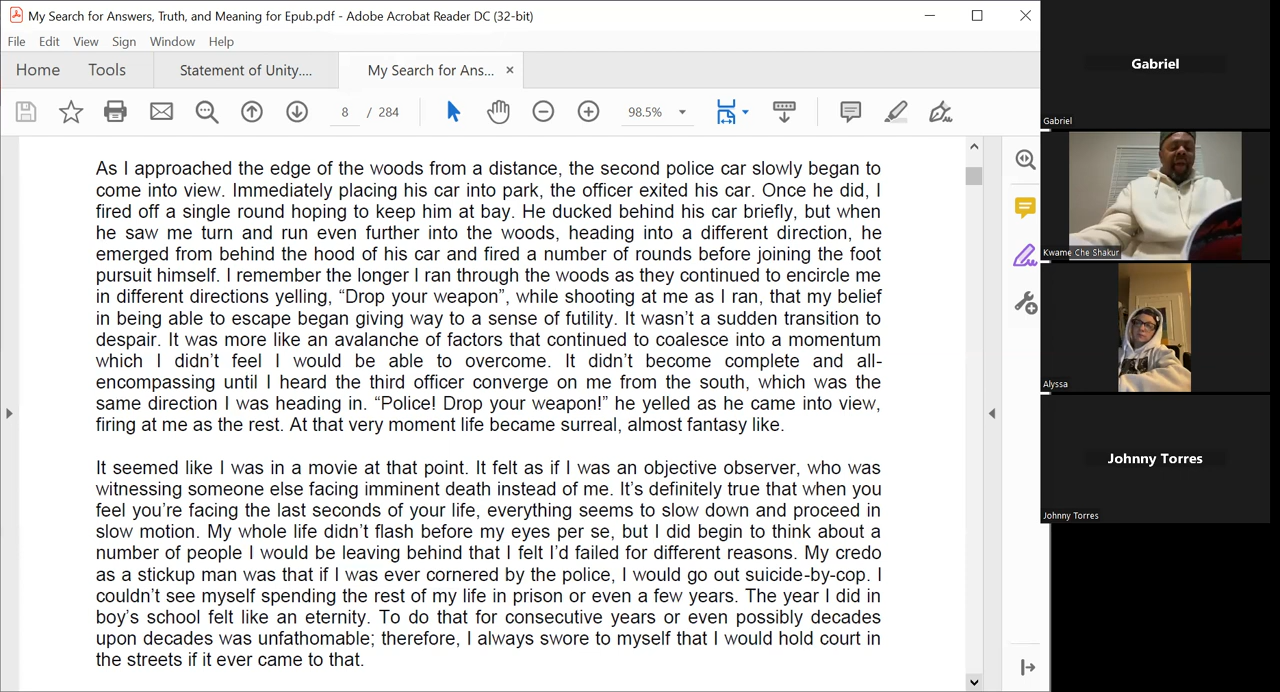 My Search for Answers, Truth, and Meaning for Epub.pdf - Adobe Acrobat Reader DC (32-bit)
File Edit View Sign Window Help
Home Tools Statement of Unity.... My Search for Ans... ×
8 / 284 98.5%
As I approached the edge of the woods from a distance, the second police car slowly began to
come into view. Immediately placing his car into park, the officer exited his car. Once he did, I
fired off a single round hoping to keep him at bay. He ducked behind his car briefly, but when
he saw me turn and run even further into the woods, heading into a different direction, he
emerged from behind the hood of his car and fired a number of rounds before joining the foot
pursuit himself. I remember the longer I ran through the woods as they continued to encircle me
in different directions yelling, “Drop your weapon”, while shooting at me as I ran, that my belief
in being able to escape began giving way to a sense of futility. It wasn’t a sudden transition to
despair. It was more like an avalanche of factors that continued to coalesce into a momentum
which I didn’t feel I would be able to overcome. It didn’t become complete and all-
encompassing until I heard the third officer converge on me from the south, which was the
same direction I was heading in. “Police! Drop your weapon!” he yelled as he came into view,
firing at me as the rest. At that very moment life became surreal, almost fantasy like.
It seemed like I was in a movie at that point. It felt as if I was an objective observer, who was
witnessing someone else facing imminent death instead of me. It’s definitely true that when you
feel you’re facing the last seconds of your life, everything seems to slow down and proceed in
slow motion. My whole life didn’t flash before my eyes per se, but I did begin to think about a
number of people I would be leaving behind that I felt I’d failed for different reasons. My credo
as a stickup man was that if I was ever cornered by the police, I would go out suicide-by-cop. I
couldn’t see myself spending the rest of my life in prison or even a few years. The year I did in
boy’s school felt like an eternity. To do that for consecutive years or even possibly decades
upon decades was unfathomable; therefore, I always swore to myself that I would hold court in
the streets if it ever came to that.
Gabriel
Gabriel
Kwame Che Shakur
Alyssa
Johnny Torres
Johnny Torres